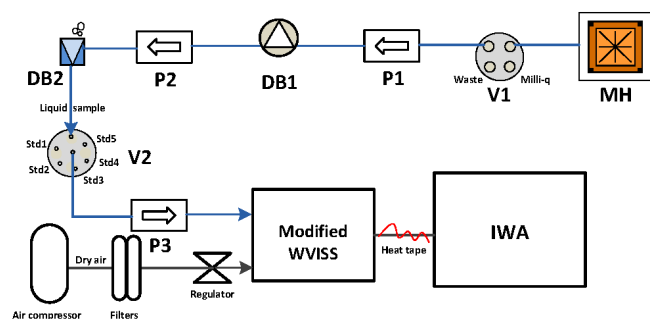 DB2
P2
DB1
P1
Waste
Milli-q
V1
MH
Liquid sample
Std1
Std5
Std4
Std2
Std3
V2
P3
Modified
WVISS
Heat tape
IWA
Dry air
Air compressor
Filters
Regulator